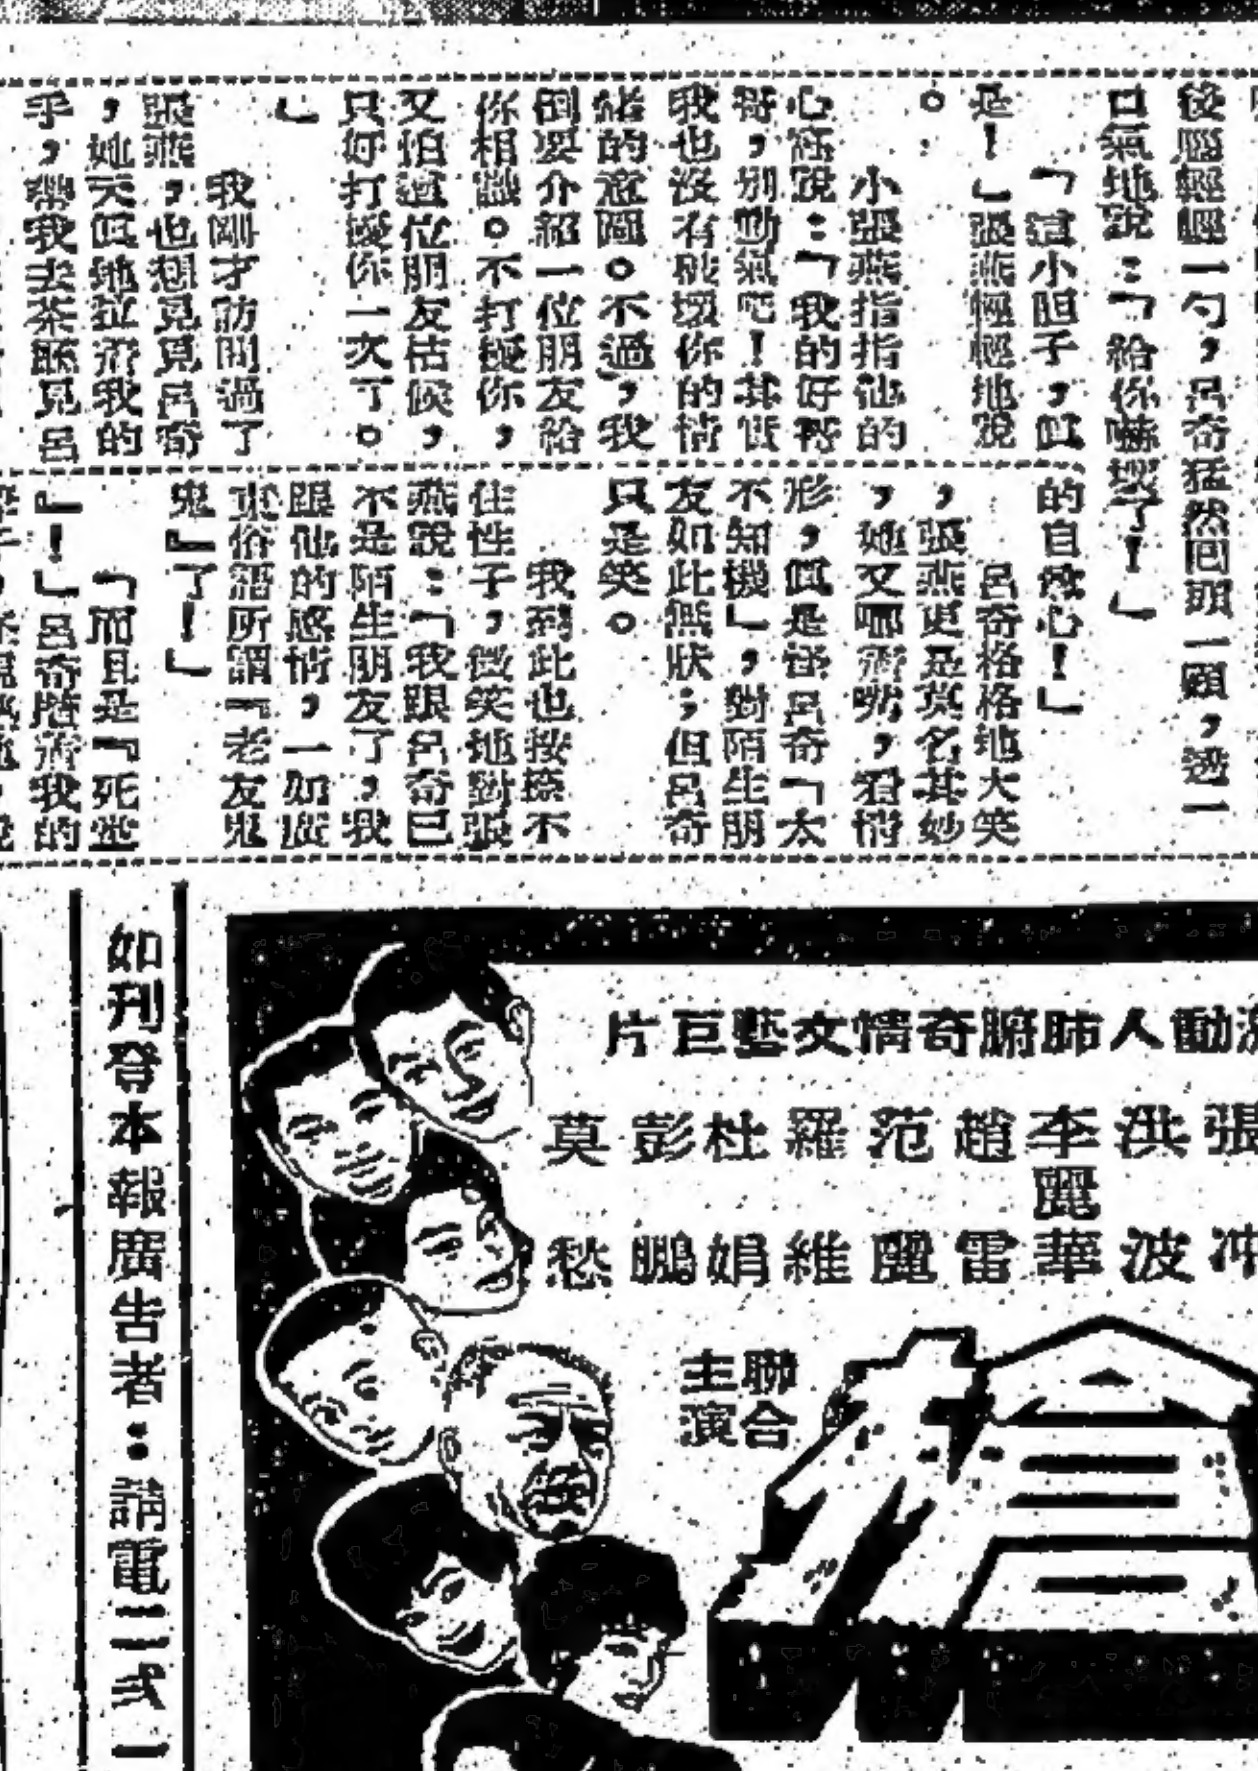 後腦輕輕一勺，呂奇猛然回頭一顧，透一
口氣地說：「給你嚇壞了！」
「這小胆子，
是！」張燕輕輕地說
。
小張燕指指他的
心窩說：「我的好哥
哥，別動氣吧！其實
我也沒有破壞你的情
緒的意圖。不過，我
倒要介紹一位朋友給
你相識。不打擾你，
又怕這位朋友枯候，
只好打擾你一次了。
」
我剛才訪問過了
張燕，也想見見呂奇
，她天真地拉着我的
手，帶我去茶廳見呂
的自放心！」
呂奇格格地大笑
，張燕更是莫名其妙
，她又嘟着嘴，看情
形，似是怪呂奇「太
不知機」，對陌生朋
友如此無狀；但呂奇
只是笑。
我到此也按捺不
住性子，微笑地對張
燕說：「我跟呂奇已
不是陌生朋友了，我
跟他的感情，一如廣
東俗語所謂『老友鬼
鬼』了！」
「而且是『死黨
』！」呂奇
我的
動人肺腑奇情文藝巨片
張冲
洪波
李麗華
趙雷
范麗
羅維
杜娟
彭鵬
莫愁
聯合
主演
如刊登本報廣告者：請電二式一